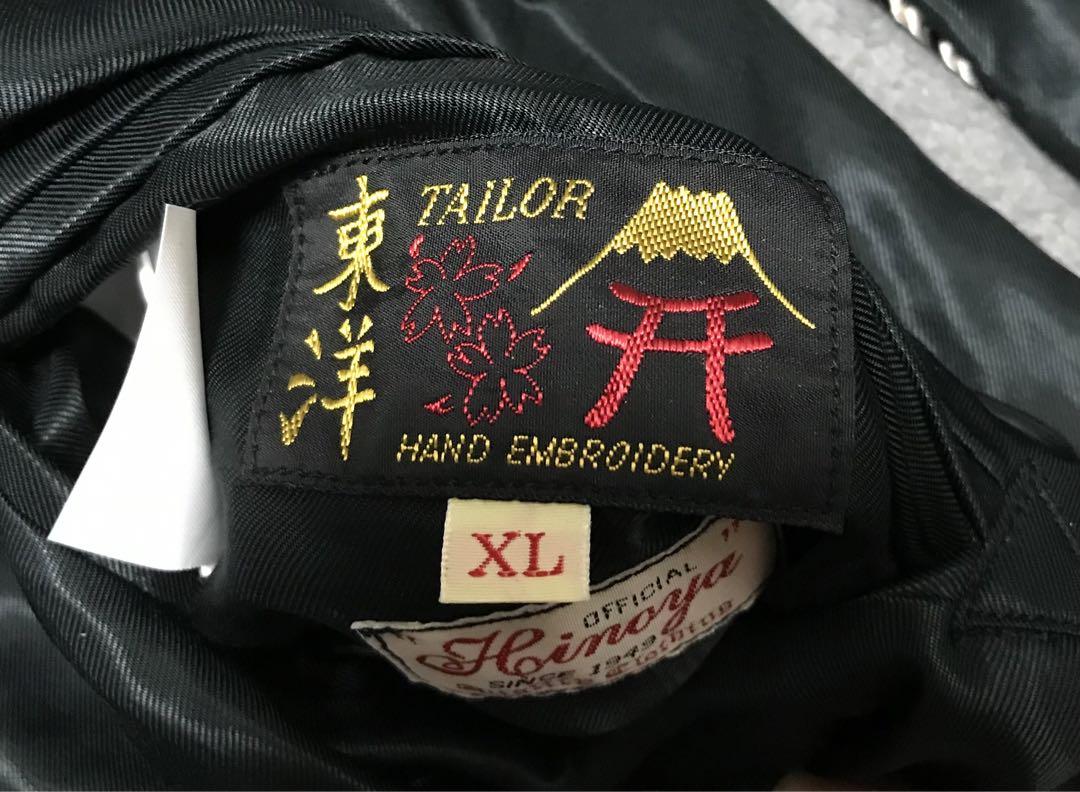 東洋
TAiLOR
HAND EMBROIDERY
XL
OFFICIAL
Hinoya
SINCE 1949